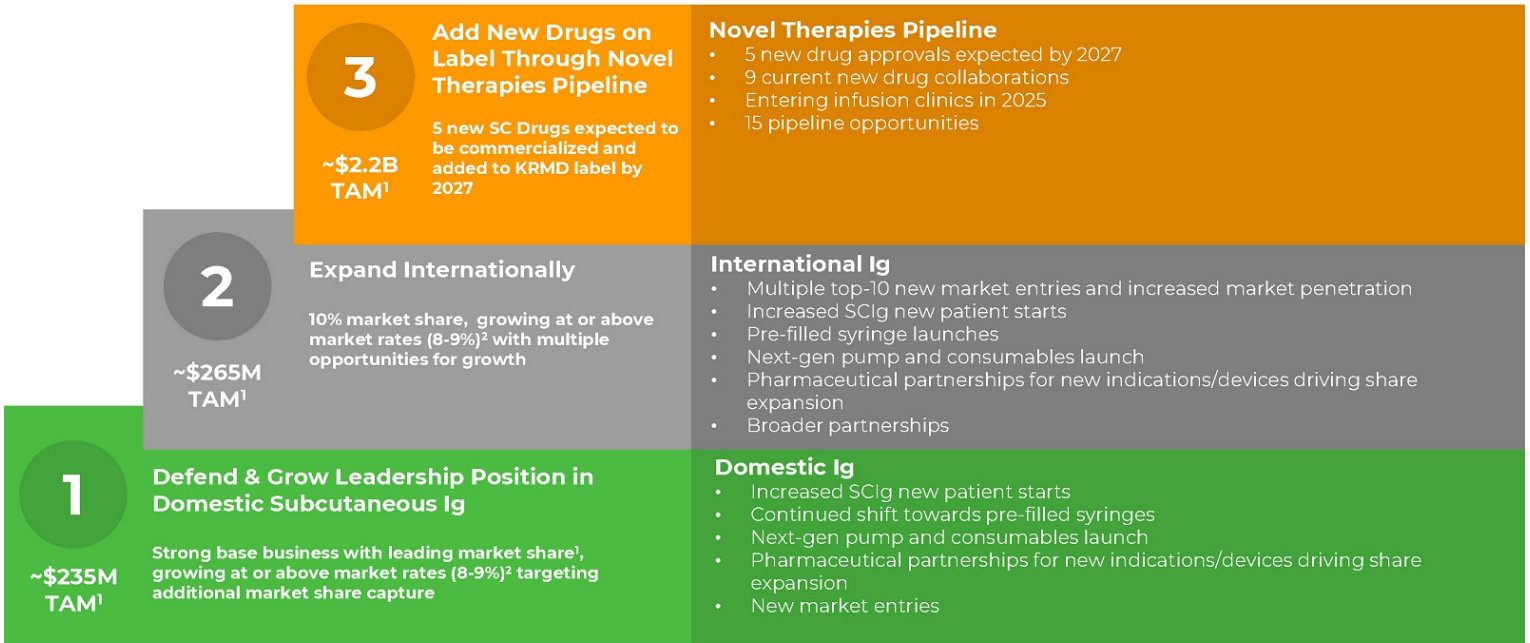 3
~$2.2B
TAM¹
Add New Drugs on
Label Through Novel
Therapies Pipeline
5 new SC Drugs expected to
be commercialized and
added to KRMD label by
2027
Novel Therapies Pipeline
• 5 new drug approvals expected by 2027
• 9 current new drug collaborations
• Entering infusion clinics in 2025
• 15 pipeline opportunities
2
~$265M
TAM¹
Expand Internationally
10% market share, growing at or above
market rates (8-9%)² with multiple
opportunities for growth
International Ig
• Multiple top-10 new market entries and increased market penetration
• Increased SCIg new patient starts
• Pre-filled syringe launches
• Next-gen pump and consumables launch
• Pharmaceutical partnerships for new indications/devices driving share
expansion
• Broader partnerships
1
~$235M
TAM¹
Defend & Grow Leadership Position in
Domestic Subcutaneous Ig
Strong base business with leading market share¹,
growing at or above market rates (8-9%)² targeting
additional market share capture
Domestic Ig
• Increased SCIg new patient starts
• Continued shift towards pre-filled syringes
• Next-gen pump and consumables launch
• Pharmaceutical partnerships for new indications/devices driving share
expansion
• New market entries